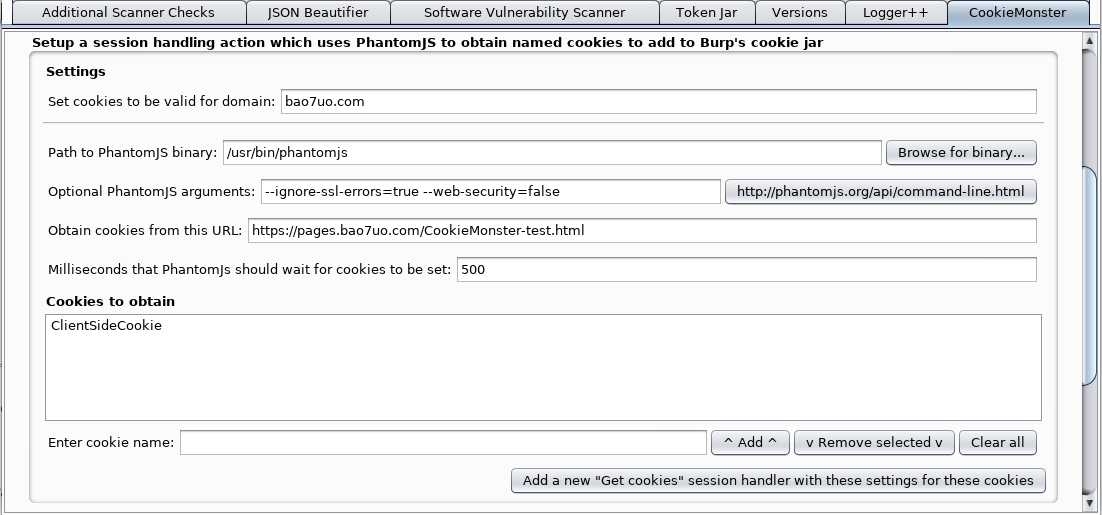 Additional Scanner Checks JSON Beautifier Software Vulnerability Scanner Token Jar Versions Logger++ CookieMonster
Setup a session handling action which uses PhantomJS to obtain named cookies to add to Burp's cookie jar
Settings
Set cookies to be valid for domain: bao7uo.com
Path to PhantomJS binary: /usr/bin/phantomjs Browse for binary...
Optional PhantomJS arguments: --ignore-ssl-errors=true --web-security=false http://phantomjs.org/api/command-line.html
Obtain cookies from this URL: https://pages.bao7uo.com/CookieMonster-test.html
Milliseconds that PhantomJs should wait for cookies to be set: 500
Cookies to obtain
ClientSideCookie
Enter cookie name: ^ Add ^ v Remove selected v Clear all
Add a new "Get cookies" session handler with these settings for these cookies